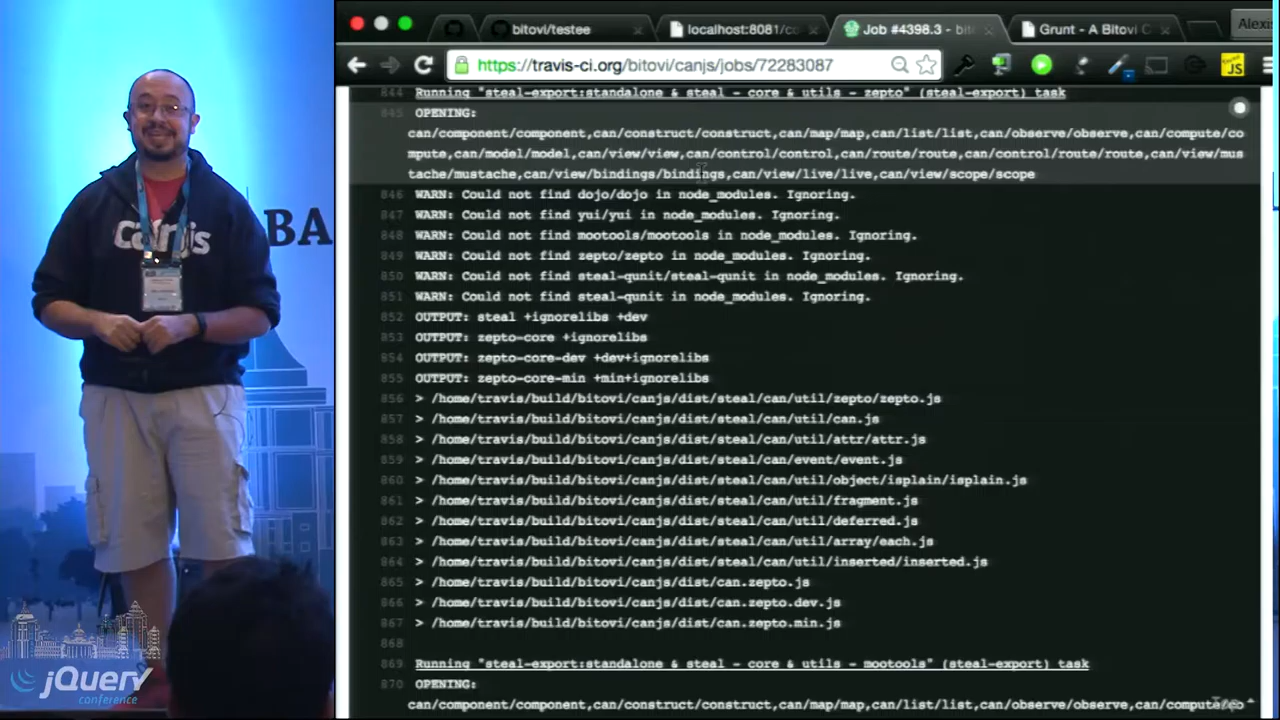 Canjs
BA
jQuery
conference
bitovi/testee
localhost:8081/c
Job #4398.3 - bit
Grunt - A Bitovi C
Alexis
https://travis-ci.org/bitovi/canjs/jobs/72283087
844 Running "steal-export:standalone & steal - core & utils - zepto" (steal-export) task
845 OPENING:
can/component/component,can/construct/construct,can/map/map,can/list/list,can/observe/observe,can/compute/co
mpute,can/model/model,can/view/view,can/control/control,can/route/route,can/control/route/route,can/view/mus
tache/mustache,can/view/bindings/bindings,can/view/live/live,can/view/scope/scope
846 WARN: Could not find dojo/dojo in node_modules. Ignoring.
847 WARN: Could not find yui/yui in node_modules. Ignoring.
848 WARN: Could not find mootools/mootools in node_modules. Ignoring.
849 WARN: Could not find zepto/zepto in node_modules. Ignoring.
850 WARN: Could not find steal-qunit/steal-qunit in node_modules. Ignoring.
851 WARN: Could not find steal-qunit in node_modules. Ignoring.
852 OUTPUT: steal +ignorelibs +dev
853 OUTPUT: zepto-core +ignorelibs
854 OUTPUT: zepto-core-dev +dev+ignorelibs
855 OUTPUT: zepto-core-min +min+ignorelibs
856 > /home/travis/build/bitovi/canjs/dist/steal/can/util/zepto/zepto.js
857 > /home/travis/build/bitovi/canjs/dist/steal/can/util/can.js
858 > /home/travis/build/bitovi/canjs/dist/steal/can/util/attr/attr.js
859 > /home/travis/build/bitovi/canjs/dist/steal/can/event/event.js
860 > /home/travis/build/bitovi/canjs/dist/steal/can/util/object/isplain/isplain.js
861 > /home/travis/build/bitovi/canjs/dist/steal/can/util/fragment.js
862 > /home/travis/build/bitovi/canjs/dist/steal/can/util/deferred.js
863 > /home/travis/build/bitovi/canjs/dist/steal/can/util/array/each.js
864 > /home/travis/build/bitovi/canjs/dist/steal/can/util/inserted/inserted.js
865 > /home/travis/build/bitovi/canjs/dist/can.zepto.js
866 > /home/travis/build/bitovi/canjs/dist/can.zepto.dev.js
867 > /home/travis/build/bitovi/canjs/dist/can.zepto.min.js
868
869 Running "steal-export:standalone & steal - core & utils - mootools" (steal-export) task
870 OPENING:
can/component/component,can/construct/construct,can/map/map,can/list/list,can/observe/observe,can/compute/co
Top
JS